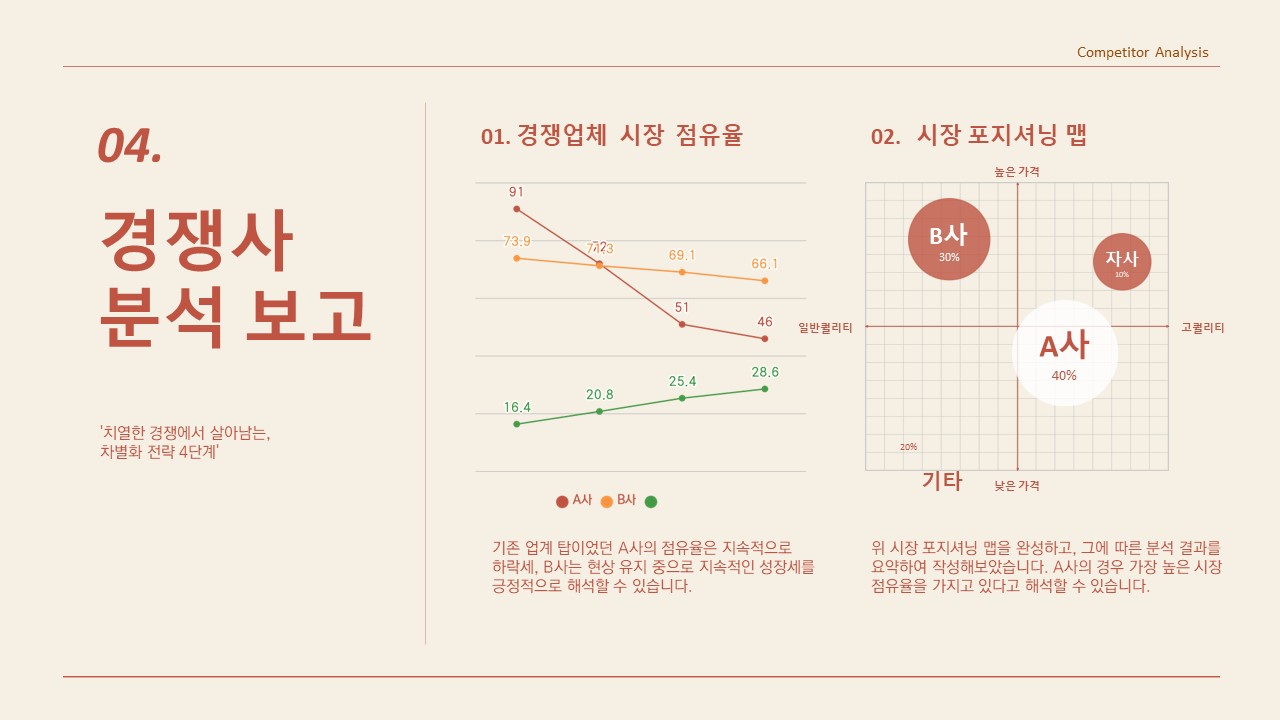 Competitor Analysis
04.
경쟁사
분석 보고
'치열한 경쟁에서 살아남는,
차별화 전략 4단계'
01. 경쟁업체 시장 점유율
91
73.9
72
71.3
69.1
66.1
51
46
16.4
20.8
25.4
28.6
A사
B사
기존 업계 탑이었던 A사의 점유율은 지속적으로
하락세, B사는 현상 유지 중으로 지속적인 성장세를
긍정적으로 해석할 수 있습니다.
02. 시장 포지셔닝 맵
높은 가격
B사
30%
자사
10%
일반퀄리티
고퀄리티
A사
40%
20%
기타
낮은 가격
위 시장 포지셔닝 맵을 완성하고, 그에 따른 분석 결과를
요약하여 작성해보았습니다. A사의 경우 가장 높은 시장
점유율을 가지고 있다고 해석할 수 있습니다.